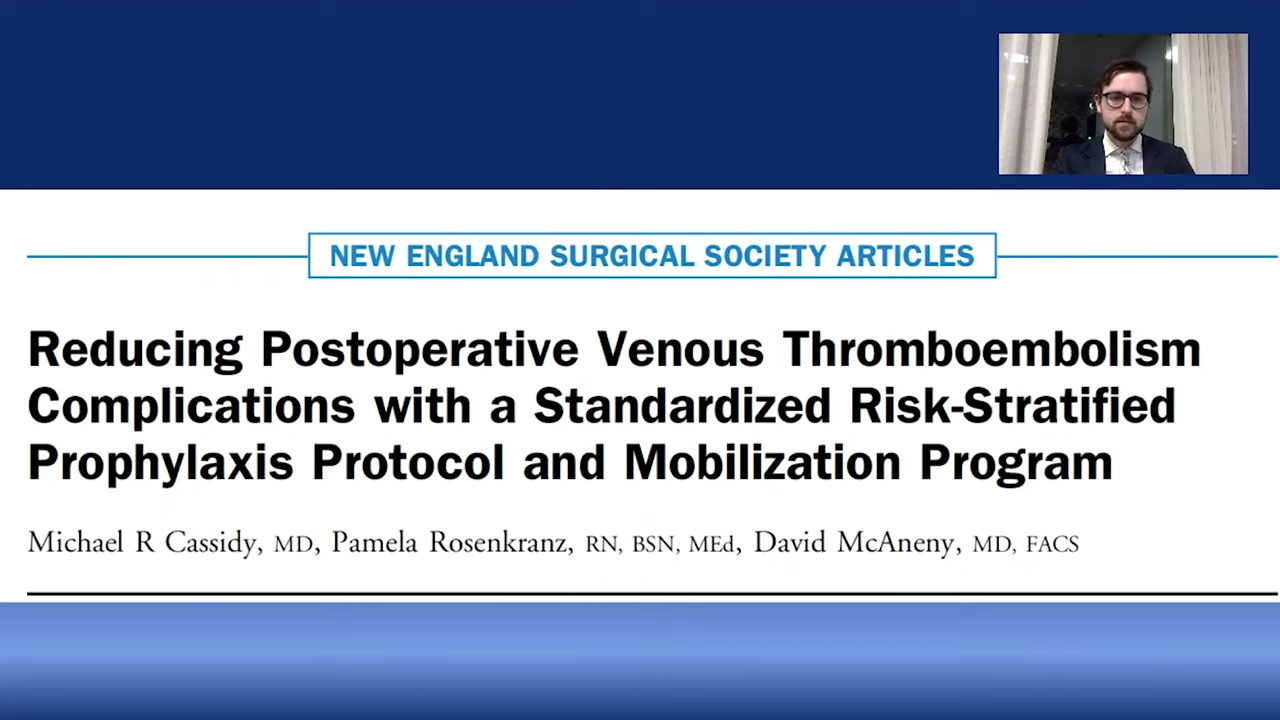 NEW ENGLAND SURGICAL SOCIETY ARTICLES
Reducing Postoperative Venous Thromboembolism
Complications with a Standardized Risk-Stratified
Prophylaxis Protocol and Mobilization Program
Michael R Cassidy, MD, Pamela Rosenkranz, RN, BSN, MEd, David McAneny, MD, FACS